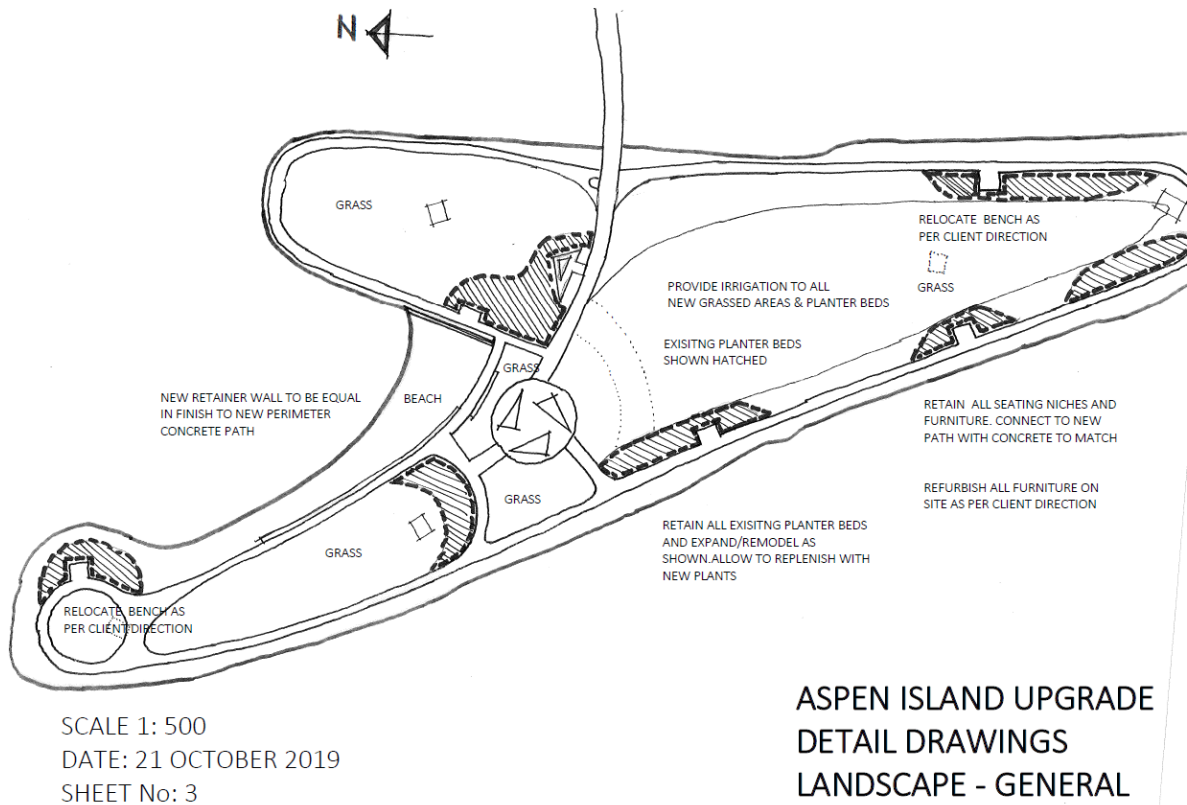 N
GRASS
RELOCATE BENCH AS
PER CLIENT DIRECTION
GRASS
PROVIDE IRRIGATION TO ALL
NEW GRASSED AREAS & PLANTER BEDS
EXISITNG PLANTER BEDS
SHOWN HATCHED
GRASS
BEACH
NEW RETAINER WALL TO BE EQUAL
IN FINISH TO NEW PERIMETER
CONCRETE PATH
RETAIN ALL SEATING NICHES AND
FURNITURE. CONNECT TO NEW
PATH WITH CONCRETE TO MATCH
REFURBISH ALL FURNITURE ON
SITE AS PER CLIENT DIRECTION
GRASS
RETAIN ALL EXISITNG PLANTER BEDS
AND EXPAND/REMODEL AS
SHOWN.ALLOW TO REPLENISH WITH
NEW PLANTS
GRASS
RELOCATE BENCH AS
PER CLIENT DIRECTION
SCALE 1: 500
DATE: 21 OCTOBER 2019
SHEET No: 3
ASPEN ISLAND UPGRADE
DETAIL DRAWINGS
LANDSCAPE - GENERAL